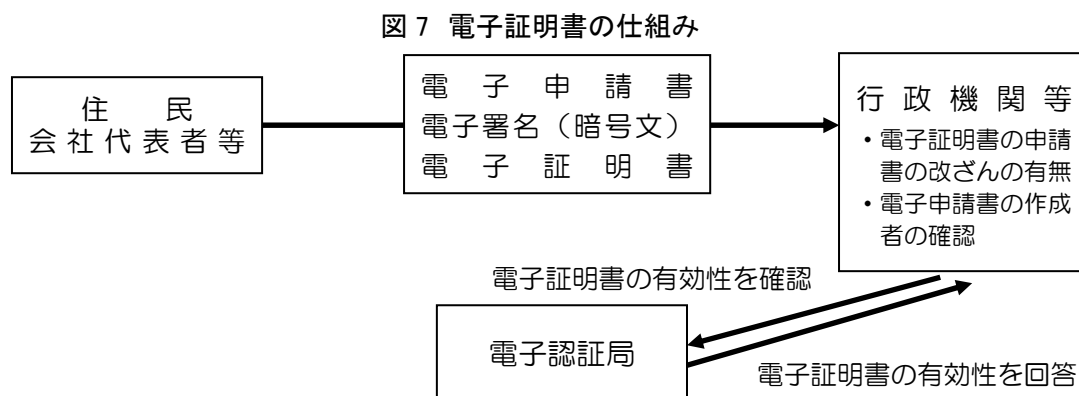 図 7 電子証明書の仕組み
住民
会社代表者等
電子申請書
電子署名（暗号文）
電子証明書
行政機関等
・電子証明書の申請
書の改ざんの有無
・電子申請書の作成
者の確認
電子証明書の有効性を確認
電子認証局
電子証明書の有効性を回答